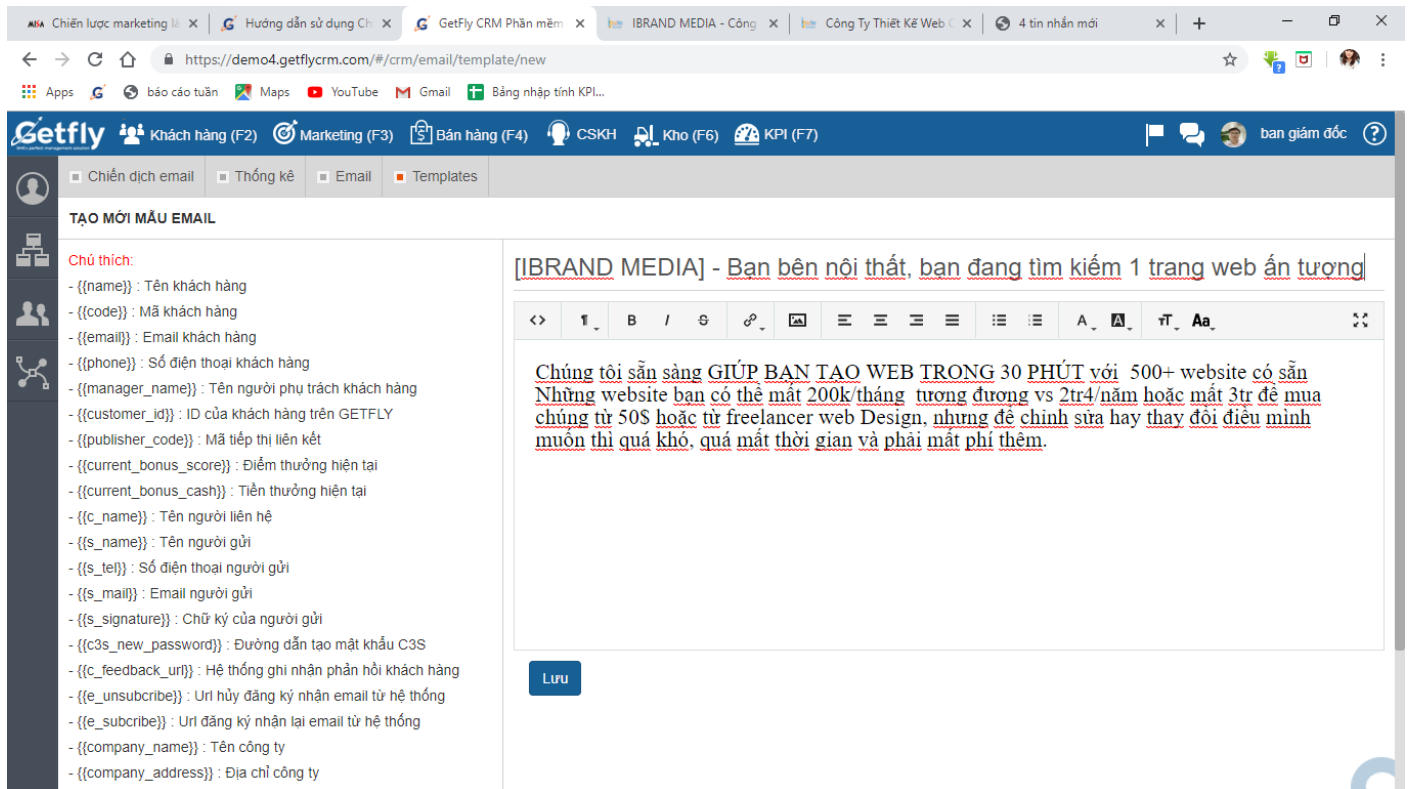 Chiến lược marketing là
Hướng dẫn sử dụng Ch
GetFly CRM Phần mềm
IBRAND MEDIA - Công
Công Ty Thiết Kế Web C
4 tin nhắn mới
https://demo4.getflycrm.com/#/crm/email/template/new
Apps
báo cáo tuần
Maps
YouTube
Gmail
Bảng nhập tính KPI...
Getfly
Khách hàng (F2)
Marketing (F3)
Bán hàng (F4)
CSKH
Kho (F6)
KPI (F7)
ban giám đốc
Chiến dịch email
Thống kê
Email
Templates
TẠO MỚI MẪU EMAIL
Chú thích:
- {{name}} : Tên khách hàng
- {{code}} : Mã khách hàng
- {{email}} : Email khách hàng
- {{phone}} : Số điện thoại khách hàng
- {{manager_name}} : Tên người phụ trách khách hàng
- {{customer_id}} : ID của khách hàng trên GETFLY
- {{publisher_code}} : Mã tiếp thị liên kết
- {{current_bonus_score}} : Điểm thưởng hiện tại
- {{current_bonus_cash}} : Tiền thưởng hiện tại
- {{c_name}} : Tên người liên hệ
- {{s_name}} : Tên người gửi
- {{s_tel}} : Số điện thoại người gửi
- {{s_mail}} : Email người gửi
- {{s_signature}} : Chữ ký của người gửi
- {{c3s_new_password}} : Đường dẫn tạo mật khẩu C3S
- {{c_feedback_url}} : Hệ thống ghi nhận phản hồi khách hàng
- {{e_unsubcribe}} : Url hủy đăng ký nhận email từ hệ thống
- {{e_subcribe}} : Url đăng ký nhận lại email từ hệ thống
- {{company_name}} : Tên công ty
- {{company_address}} : Địa chỉ công ty
[IBRAND MEDIA] - Bạn bên nội thất, bạn đang tìm kiếm 1 trang web ấn tượng
Chúng tôi sẵn sàng GIÚP BẠN TẠO WEB TRONG 30 PHÚT với 500+ website có sẵn
Những website bạn có thể mất 200k/tháng tương đương vs 2tr4/năm hoặc mất 3tr để mua
chúng từ 50$ hoặc từ freelancer web Design, nhưng để chỉnh sửa hay thay đổi điều mình
muốn thì quá khó, quá mất thời gian và phải mất phí thêm.
Lưu